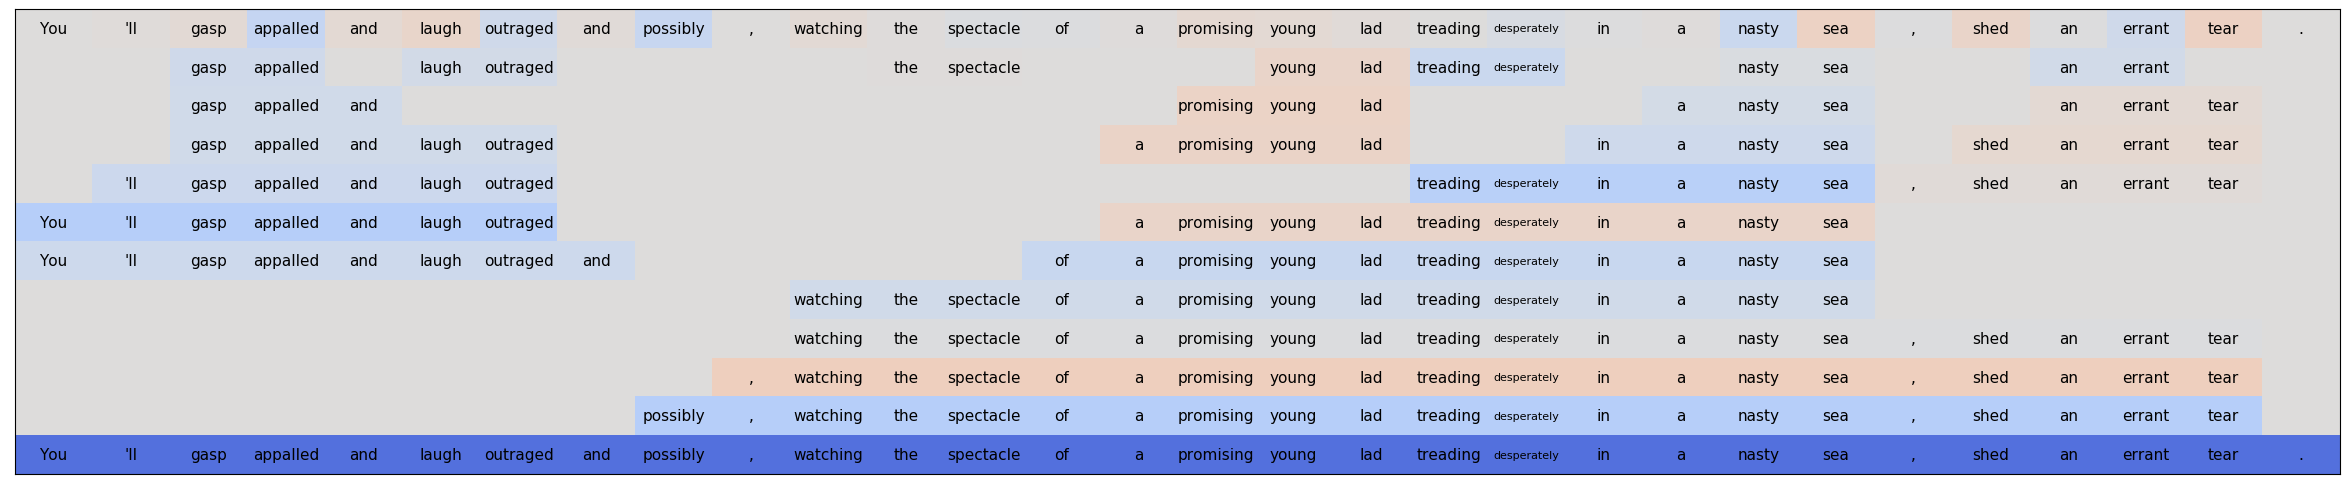 You 'll gasp appalled and laugh outraged and possibly , watching the spectacle of a promising young lad treading desperately in a nasty sea , shed an errant tear .
gasp appalled laugh outraged the spectacle young lad treading desperately nasty sea an errant
gasp appalled and promising young lad a nasty sea an errant tear
gasp appalled and laugh outraged a promising young lad in a nasty sea shed an errant tear
'll gasp appalled and laugh outraged treading desperately in a nasty sea , shed an errant tear
You 'll gasp appalled and laugh outraged a promising young lad treading desperately in a nasty sea
You 'll gasp appalled and laugh outraged and of a promising young lad treading desperately in a nasty sea
watching the spectacle of a promising young lad treading desperately in a nasty sea
watching the spectacle of a promising young lad treading desperately in a nasty sea , shed an errant tear
, watching the spectacle of a promising young lad treading desperately in a nasty sea , shed an errant tear
possibly , watching the spectacle of a promising young lad treading desperately in a nasty sea , shed an errant tear
You 'll gasp appalled and laugh outraged and possibly , watching the spectacle of a promising young lad treading desperately in a nasty sea , shed an errant tear .